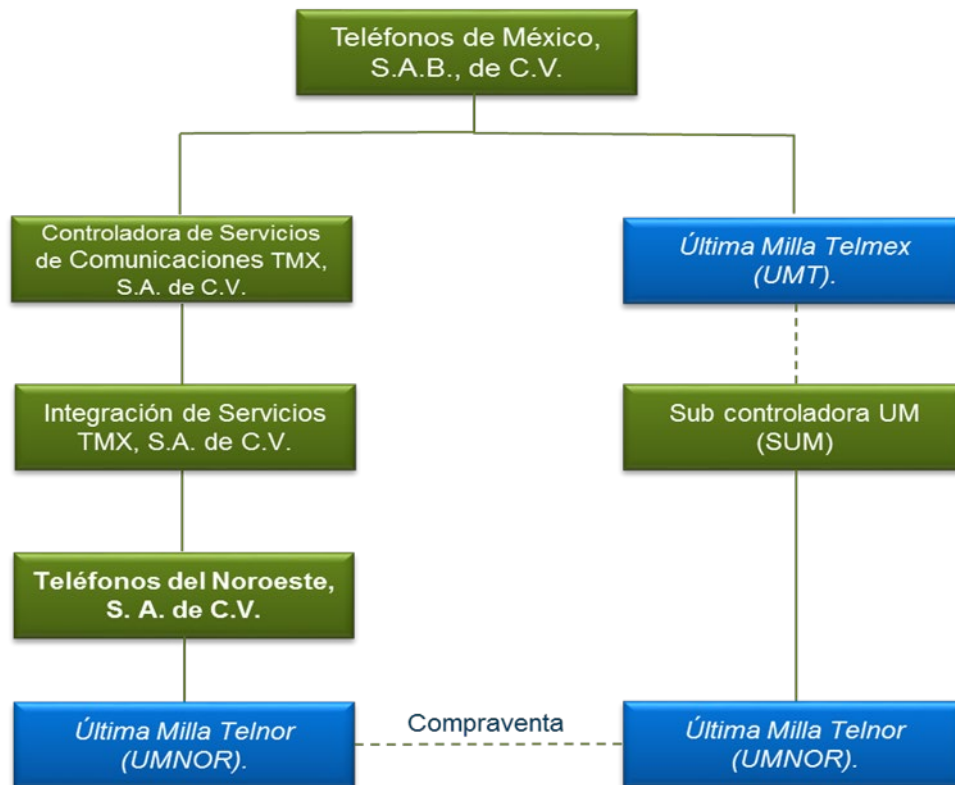 Teléfonos de México,
S.A.B., de C.V.
Controladora de Servicios
de Comunicaciones TMX,
S.A. de C.V.
Última Milla Telmex
(UMT).
Integración de Servicios
TMX, S.A. de C.V.
Sub controladora UM
(SUM)
Teléfonos del Noroeste,
S. A. de C.V.
Última Milla Telnor
(UMNOR).
Compraventa
Última Milla Telnor
(UMNOR).